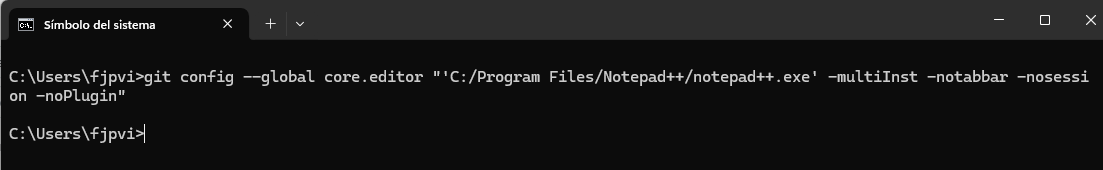 Símbolo del sistema
C:\Users\fjpvi>git config --global core.editor "'C:/Program Files/Notepad++/notepad++.exe' -multiInst -notabbar -nosessi
on -noPlugin"
C:\Users\fjpvi>